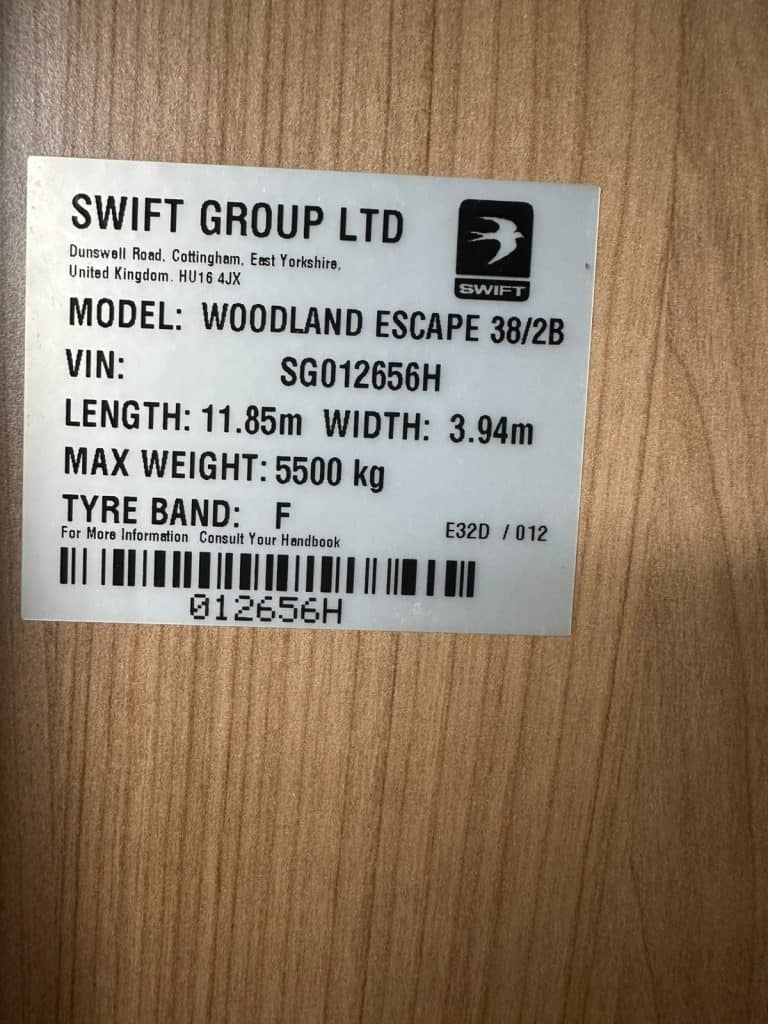 SWIFT GROUP LTD
Dunswell Road, Cottingham, East Yorkshire,
United Kingdom. HU16 4JX
SWIFT
MODEL: WOODLAND ESCAPE 38/2B
VIN: SG012656H
LENGTH: 11.85m WIDTH: 3.94m
MAX WEIGHT: 5500 kg
TYRE BAND: F
For More Information Consult Your Handbook
E32D / 012
012656H